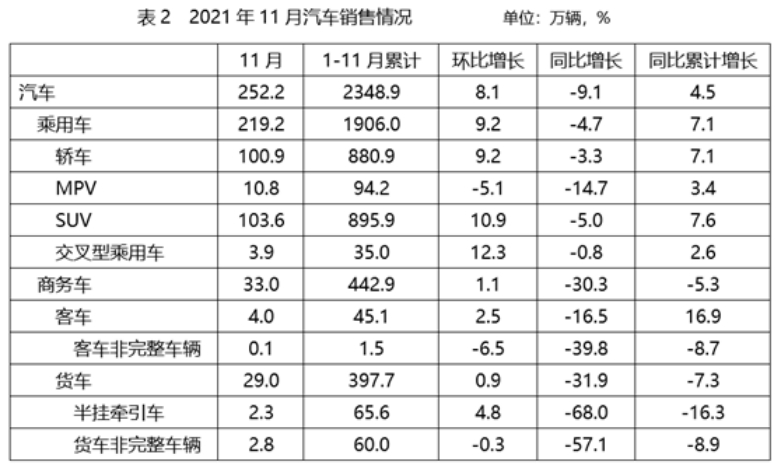 表2 2021年11月汽车销售情况 单位：万辆，%
11月 1-11月累计 环比增长 同比增长 同比累计增长
汽车 252.2 2348.9 8.1 -9.1 4.5
乘用车 219.2 1906.0 9.2 -4.7 7.1
轿车 100.9 880.9 9.2 -3.3 7.1
MPV 10.8 94.2 -5.1 -14.7 3.4
SUV 103.6 895.9 10.9 -5.0 7.6
交叉型乘用车 3.9 35.0 12.3 -0.8 2.6
商务车 33.0 442.9 1.1 -30.3 -5.3
客车 4.0 45.1 2.5 -16.5 16.9
客车非完整车辆 0.1 1.5 -6.5 -39.8 -8.7
货车 29.0 397.7 0.9 -31.9 -7.3
半挂牵引车 2.3 65.6 4.8 -68.0 -16.3
货车非完整车辆 2.8 60.0 -0.3 -57.1 -8.9